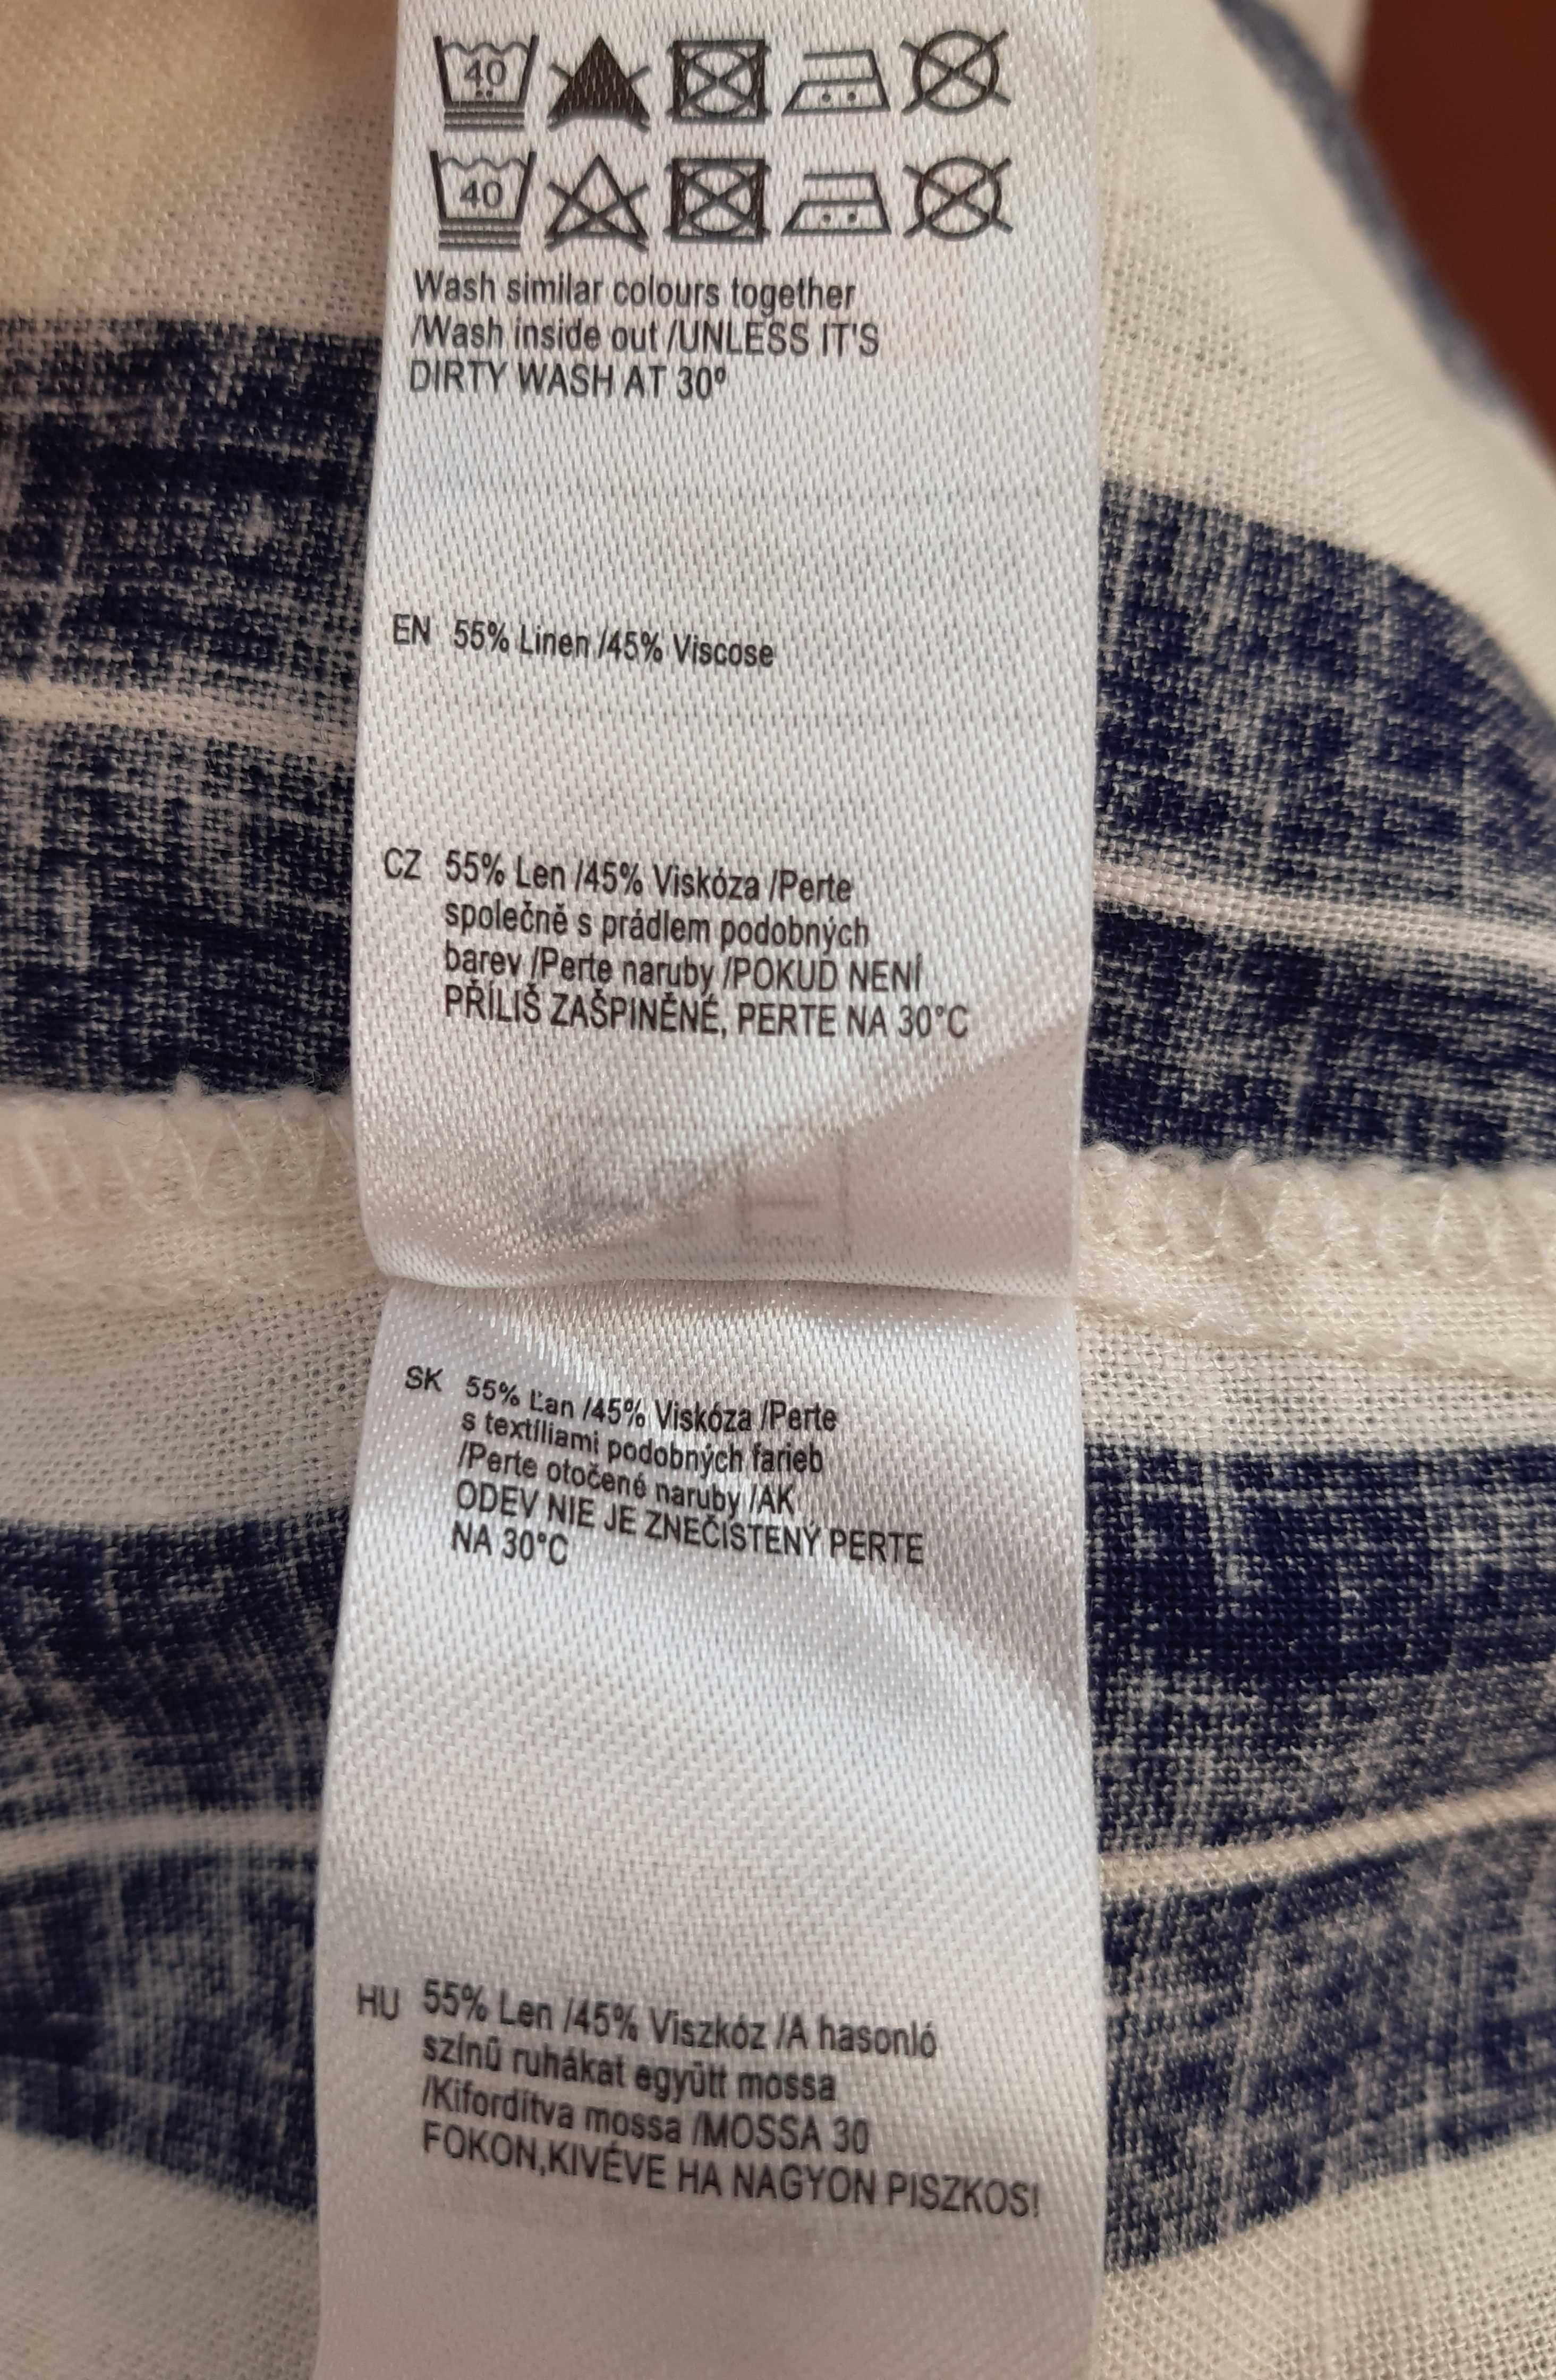 40
40
Wash similar colours together
/Wash inside out /UNLESS IT'S
DIRTY WASH AT 30º
EN 55% Linen /45% Viscose
CZ 55% Len /45% Viskóza /Perte
společně s prádlem podobných
barev /Perte naruby /POKUD NENÍ
PŘÍLIŠ ZAŠPINĚNÉ, PERTE NA 30°C
SK 55% Ľan /45% Viskóza /Perte
s textíliami podobných farieb
/Perte otočené naruby /AK
ODEV NIE JE ZNEČISTENÝ PERTE
NA 30°C
HU 55% Len /45% Viszkóz /A hasonló
színű ruhákat együtt mossa
/Kifordítva mossa /MOSSA 30
FOKON,KIVÉVE HA NAGYON PISZKOS!